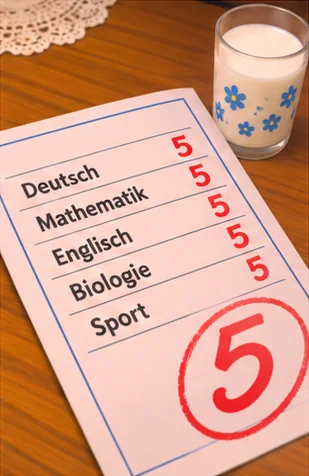 Deutsch 5
Mathematik 5
Englisch 5
Biologie 5
Sport 5
5